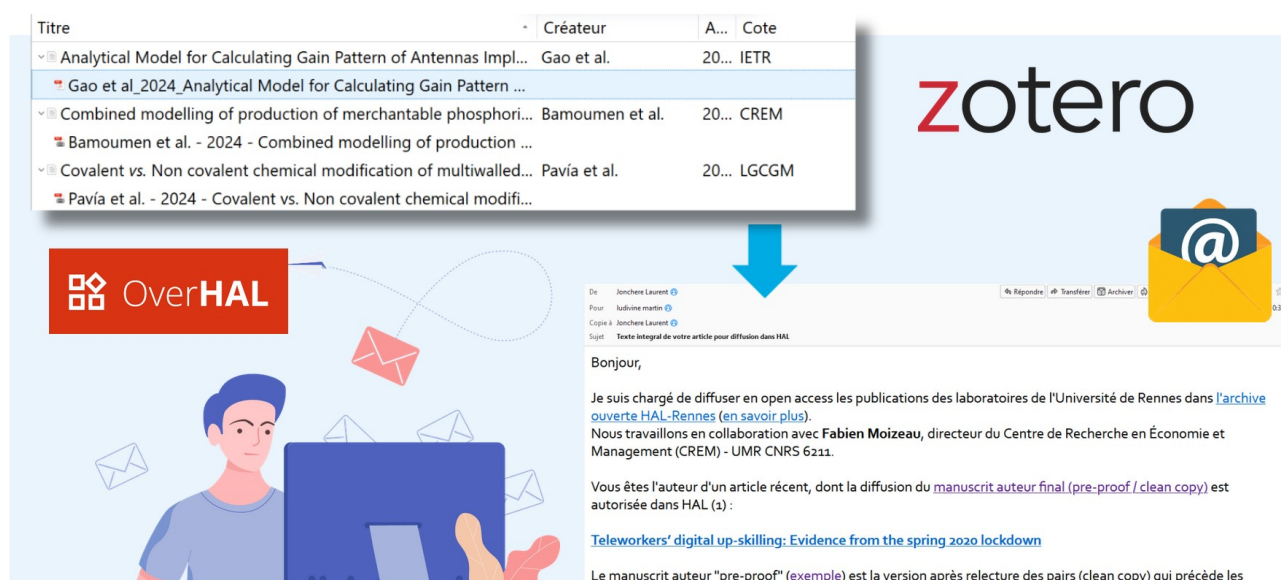 Titre Créateur A... Cote
Analytical Model for Calculating Gain Pattern of Antennas Impl... Gao et al. 20... IETR
Gao et al_2024_Analytical Model for Calculating Gain Pattern ...
Combined modelling of production of merchantable phosphori... Bamoumen et al. 20... CREM
Bamoumen et al. - 2024 - Combined modelling of production ...
Covalent vs. Non covalent chemical modification of multiwalled... Pavía et al. 20... LGCGM
Pavía et al. - 2024 - Covalent vs. Non covalent chemical modifi...
zotero
@
OverHAL
De Jonchere Laurent
Répondre Transférer Archiver
Pour ludivine martin
Copie à Jonchere Laurent
Sujet Texte integral de votre article pour diffusion dans HAL
Bonjour,
Je suis chargé de diffuser en open access les publications des laboratoires de l'Université de Rennes dans l'archive
ouverte HAL-Rennes (en savoir plus).
Nous travaillons en collaboration avec Fabien Moizeau, directeur du Centre de Recherche en Économie et
Management (CREM) - UMR CNRS 6211.
Vous êtes l'auteur d'un article récent, dont la diffusion du manuscrit auteur final (pre-proof / clean copy) est
autorisée dans HAL (1) :
Teleworkers' digital up-skilling: Evidence from the spring 2020 lockdown
Le manuscrit auteur "pre-proof" (exemple) est la version après relecture des pairs (clean copy) qui précède les